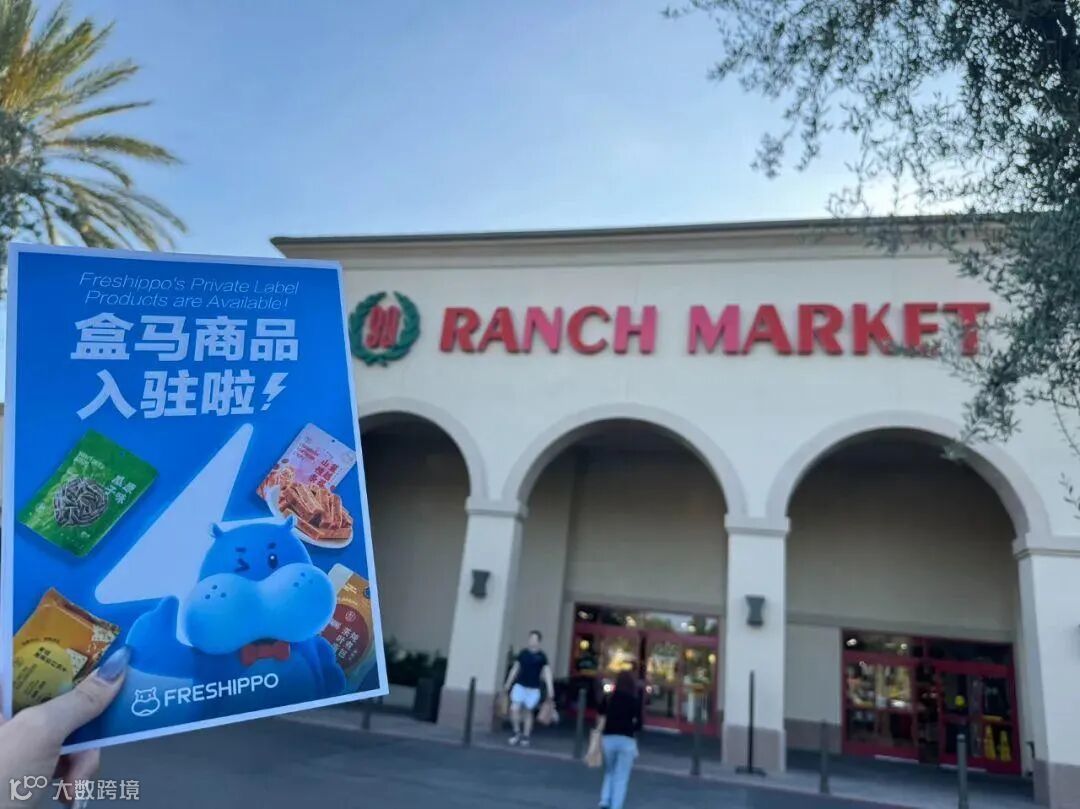 Freshippo's Private Label
Products are Available!
盒马商品
入驻啦!
FRESHIPPO
99 RANCH MARKET
大数跨境